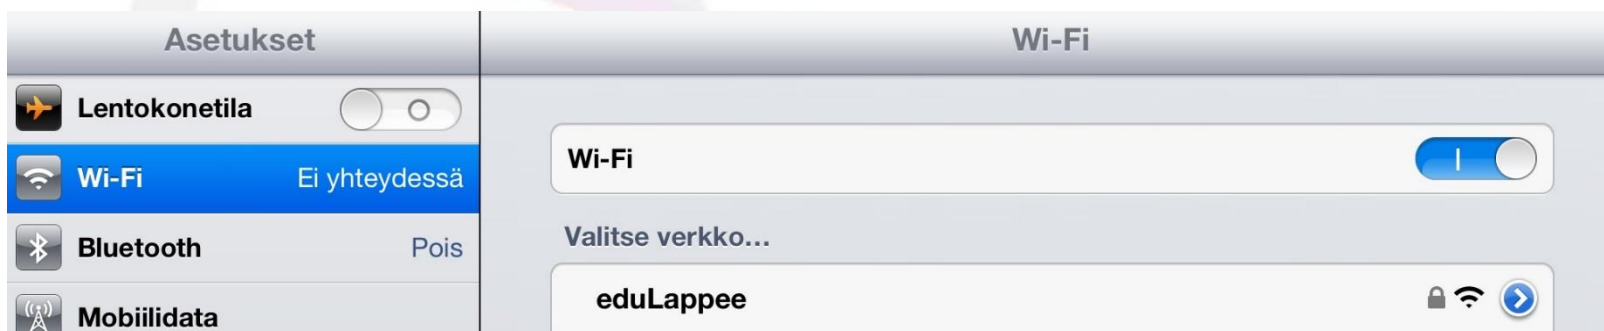 Asetukset
Lentokonetila
Wi-Fi Ei yhteydessä
Bluetooth Pois
Mobiilidata
Wi-Fi
Wi-Fi
Valitse verkko...
eduLappee